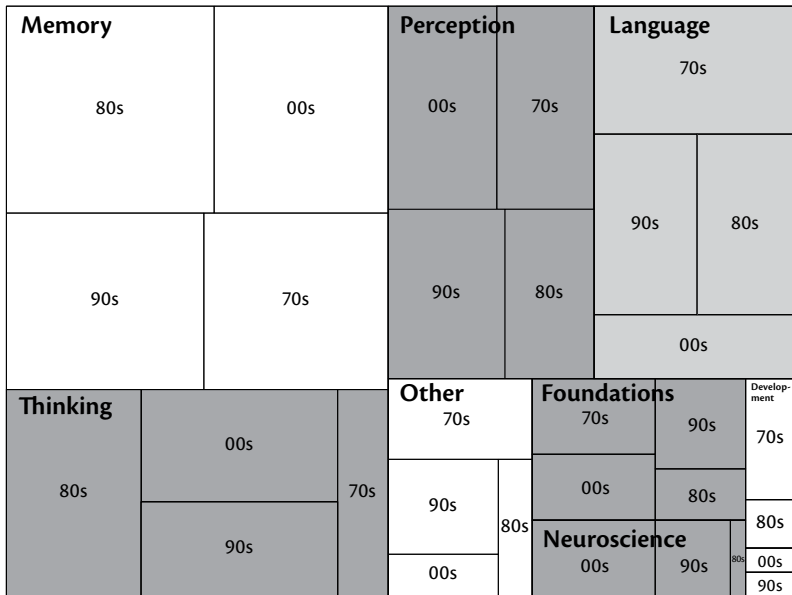 Memory
80s
00s
90s
70s
Perception
00s
70s
90s
80s
Language
70s
90s
80s
00s
Thinking
80s
00s
90s
70s
Other
70s
90s
80s
00s
Foundations
70s
90s
00s
80s
Neuroscience
00s
90s
80s
Develop-
ment
70s
80s
00s
90s